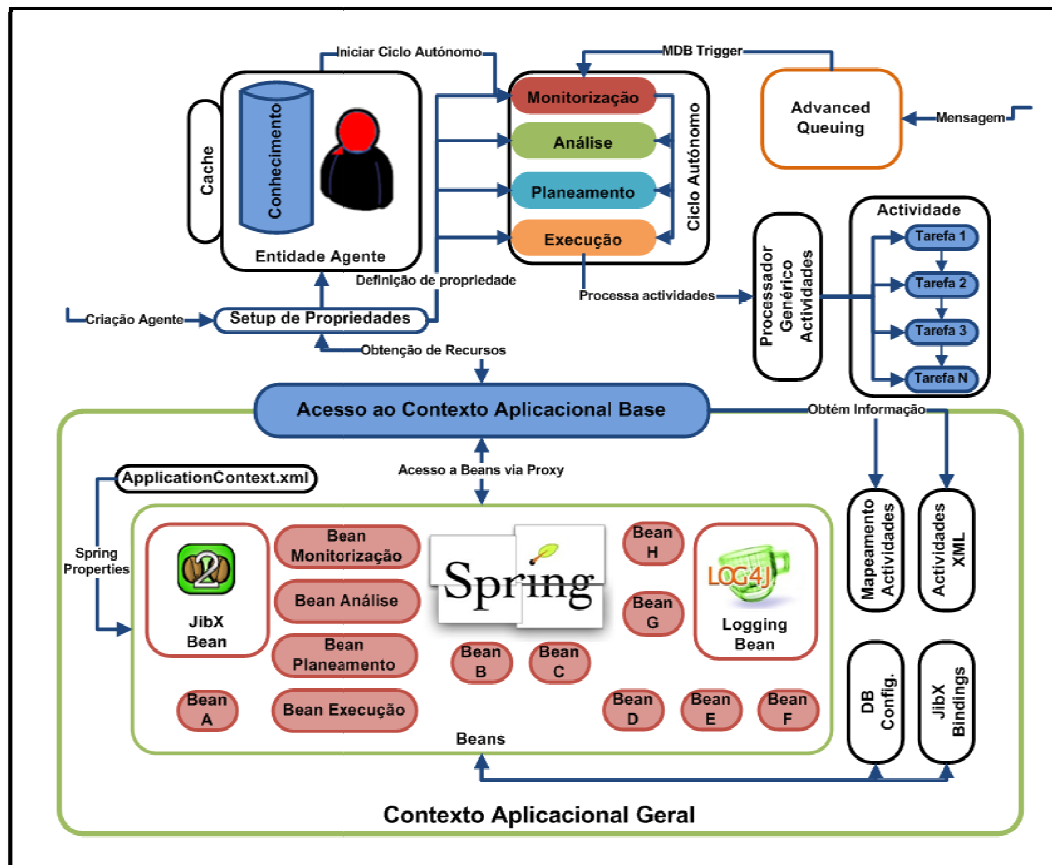 Iniciar Ciclo Autónomo
MDB Trigger
Cache
Conhecimento
Entidade Agente
Monitorização
Análise
Planeamento
Execução
Ciclo Autónomo
Advanced
Queuing
Mensagem
Definição de propriedade
Processa actividades
Processador
Genérico
Actividades
Actividade
Tarefa 1
Tarefa 2
Tarefa 3
Tarefa N
Criação Agente
Setup de Propriedades
Obtenção de Recursos
Acesso ao Contexto Aplicacional Base
Obtém Informação
Acesso a Beans via Proxy
ApplicationContext.xml
Spring
Properties
2
JibX
Bean
Bean
Monitorização
Bean Análise
Bean
Planeamento
Bean Execução
Bean
A
Spring
Bean
B
Bean
C
Bean
H
Bean
G
LOG4J
Logging
Bean
Bean
D
Bean
E
Bean
F
Beans
Mapeamento
Actividades
Actividades
XML
DB
Config.
JibX
Bindings
Contexto Aplicacional Geral